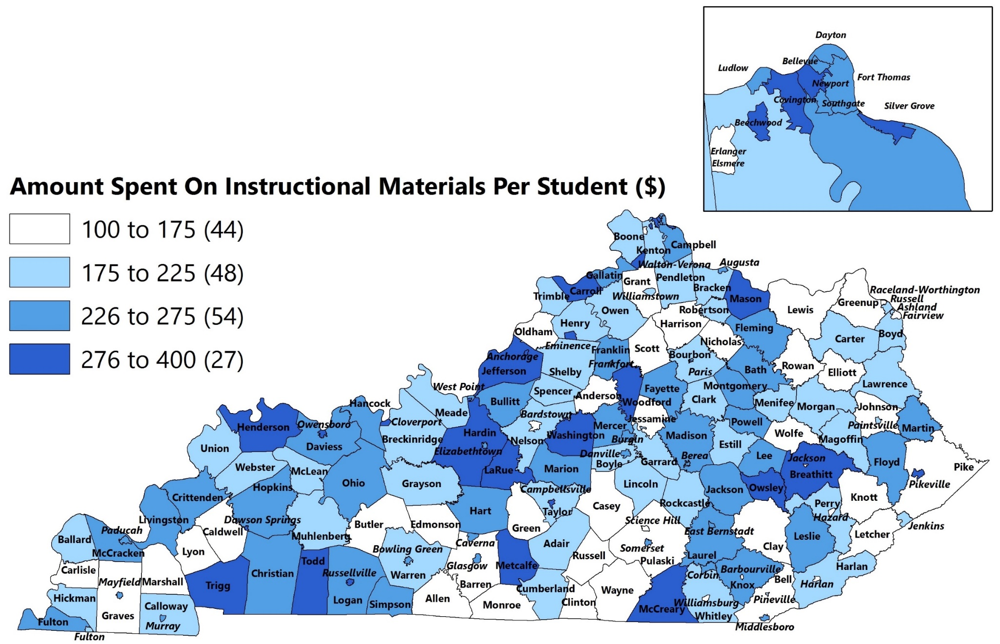 Dayton
Bellevue
Ludlow
Fort Thomas
Newport
Covington
Southgate
Silver Grove
Beechwood
Erlanger
Elsmere
Amount Spent On Instructional Materials Per Student ($)
100 to 175 (44)
175 to 225 (48)
226 to 275 (54)
276 to 400 (27)
Boone
Campbell
Kenton
Walton-Verona
Augusta
Gallatin
Grant
Pendleton
Bracken
Carroll
Trimble
Williamstown
Mason
Raceland-Worthington
Russell
Ashland
Fairview
Greenup
Lewis
Owen
Robertson
Henry
Harrison
Oldham
Fleming
Carter
Boyd
Nicholas
Eminence
Franklin
Scott
Bourbon
Anchorage
Frankfort
Jefferson
Shelby
Paris
Bath
Rowan
Elliott
Lawrence
West Point
Spencer
Anderson
Fayette
Montgomery
Bullitt
Woodford
Clark
Menifee
Morgan
Johnson
Hancock
Meade
Bardstown
Jessamine
Owensboro
Cloverport
Henderson
Hardin
Mercer
Powell
Paintsville
Martin
Washington
Madison
Wolfe
Breckinridge
Nelson
Burgin
Magoffin
Union
Daviess
Estill
Elizabethtown
Danville
Berea
Lee
Jackson
Floyd
Garrard
Boyle
Webster
McLean
LaRue
Marion
Breathitt
Pike
Hopkins
Ohio
Grayson
Lincoln
Jackson
Owsley
Pikeville
Campbellsville
Crittenden
Rockcastle
Perry
Knott
Casey
Hart
Taylor
Livingston
Dawson Springs
Science Hill
Hazard
Butler
Edmonson
Green
Jenkins
Paducah
Caldwell
East Bernstadt
Letcher
Ballard
Muhlenberg
Caverna
Adair
Leslie
McCracken
Lyon
Bowling Green
Somerset
Clay
Russell
Laurel
Todd
Pulaski
Glasgow
Metcalfe
Carlisle
Christian
Russellville
Warren
Corbin
Barbourville
Harlan
Mayfield
Marshall
Trigg
Barren
Knox
Bell
Harlan
Cumberland
Wayne
Hickman
Logan
Simpson
Allen
Monroe
Clinton
McCreary
Williamsburg
Pineville
Calloway
Graves
Whitley
Fulton
Murray
Middlesboro
Fulton